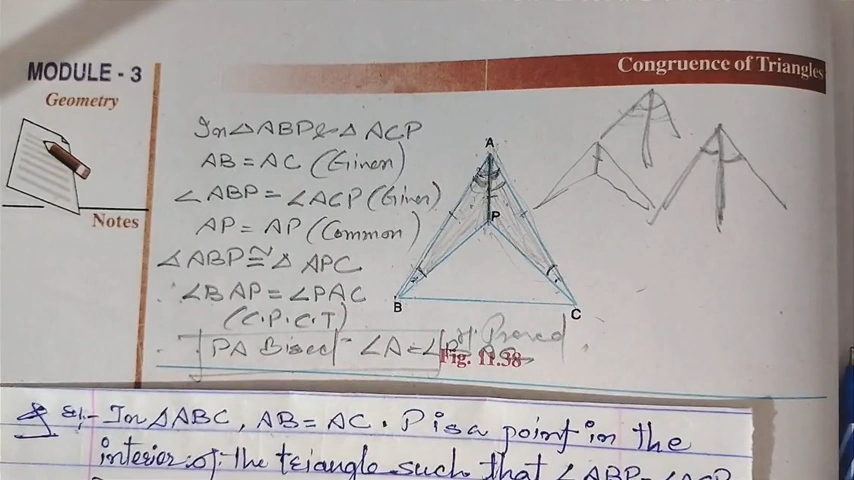 MODULE - 3
Geometry
Notes
Congruence of Triangles
In △ABP & △ ACP
AB = AC (Given)
∠ABP = ∠ACP (Given)
AP = AP (Common)
∠ABP ≅ △ APC
∴ ∠BAP = ∠PAC
(C.P.C.T)
PA Bisect ∠A
Proved
A
P
B
C
Fig. 11.38
In △ABC, AB = AC. P is a point in the
interior of the triangle such that ∠ABP = ∠ACP